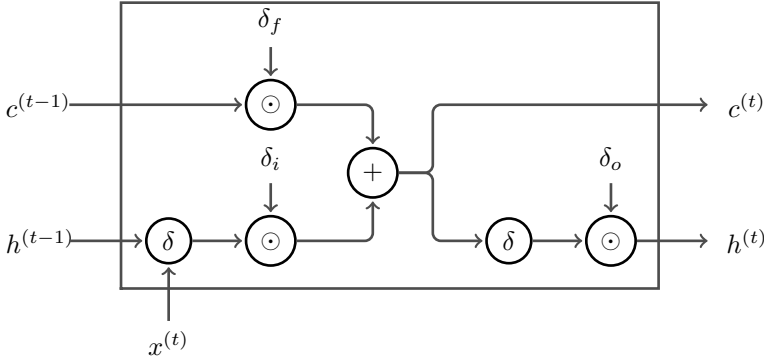 δ_f
c^{(t−1)} ⊙ c^{(t)}
δ_i + δ_o
h^{(t−1)} δ ⊙ δ ⊙ h^{(t)}
x^{(t)}